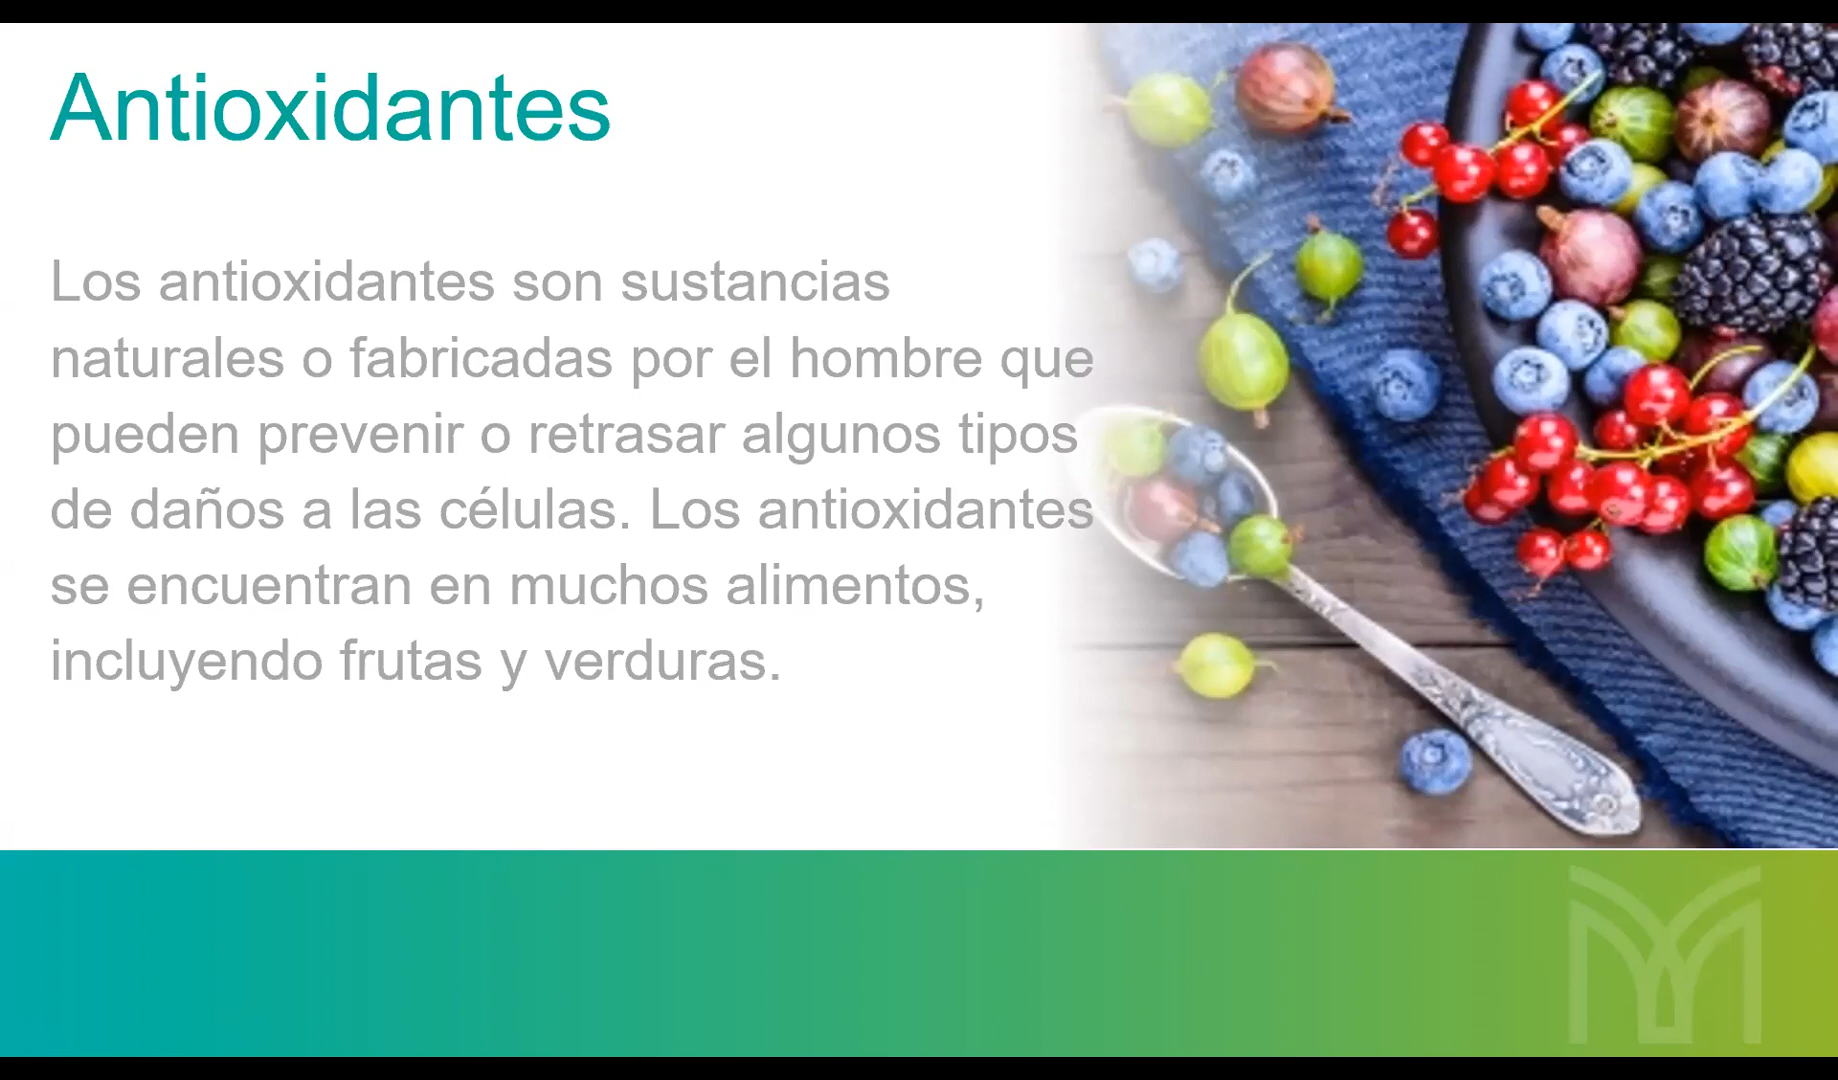 Antioxidantes
Los antioxidantes son sustancias
naturales o fabricadas por el hombre que
pueden prevenir o retrasar algunos tipos
de daños a las células. Los antioxidantes
se encuentran en muchos alimentos,
incluyendo frutas y verduras.